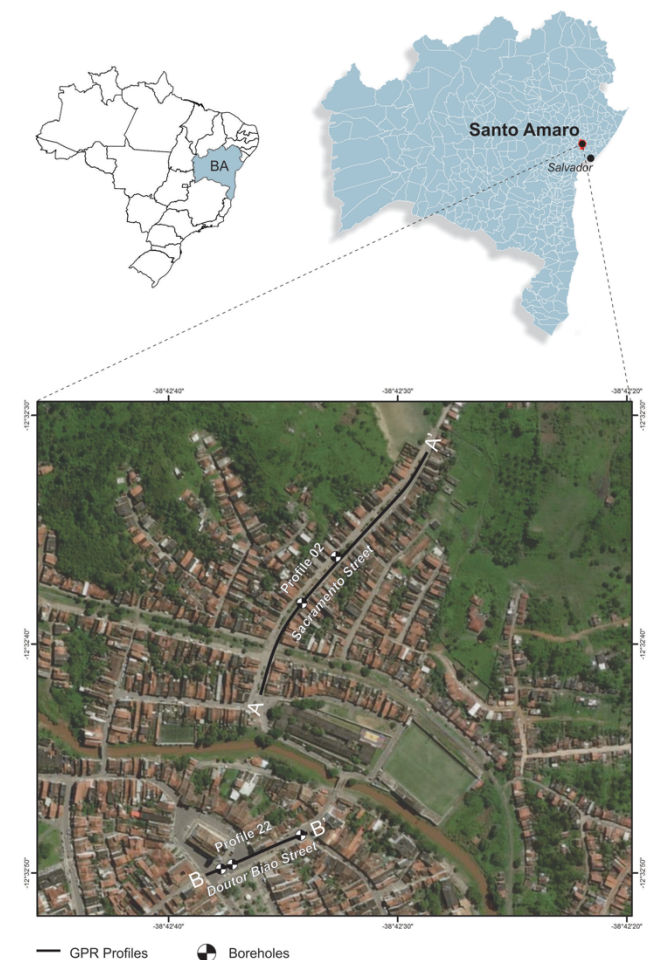 BA
Santo Amaro
Salvador
-38°42'40"
-38°42'30"
-38°42'20"
-12°32'30"
-12°32'30"
A'
Profile 02
Sacramento Street
-12°32'40"
-12°32'40"
A
Profile 22
B'
B
Doutor Biao Street
-12°32'50"
-12°32'50"
-38°42'40"
-38°42'30"
-38°42'20"
GPR Profiles
Boreholes